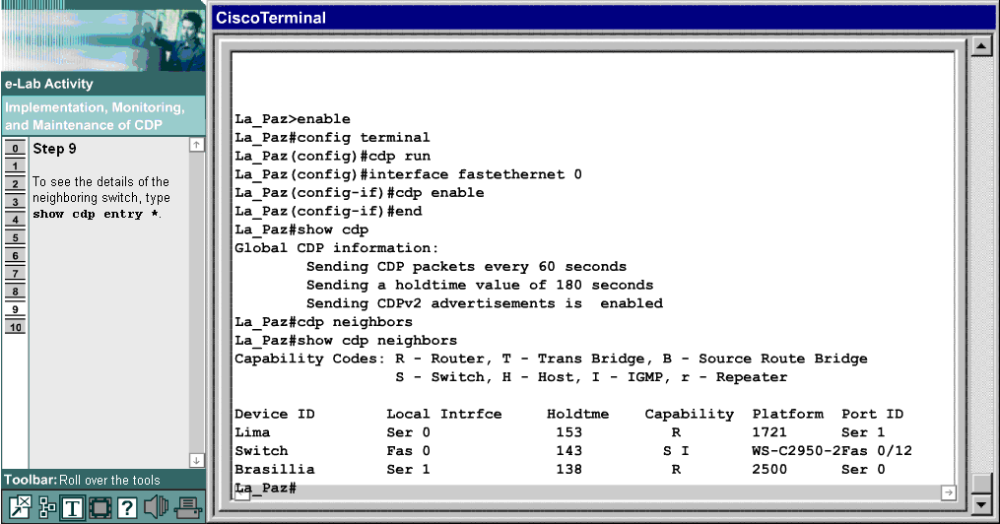 CiscoTerminal
e-Lab Activity
Implementation, Monitoring,
and Maintenance of CDP
0
1
2
3
4
5
6
7
8
9
10
Step 9
To see the details of the
neighboring switch, type
show cdp entry *.
Toolbar: Roll over the tools
T
?
La_Paz>enable
La_Paz#config terminal
La_Paz(config)#cdp run
La_Paz(config)#interface fastethernet 0
La_Paz(config-if)#cdp enable
La_Paz(config-if)#end
La_Paz#show cdp
Global CDP information:
Sending CDP packets every 60 seconds
Sending a holdtime value of 180 seconds
Sending CDPv2 advertisements is  enabled
La_Paz#cdp neighbors
La_Paz#show cdp neighbors
Capability Codes: R - Router, T - Trans Bridge, B - Source Route Bridge
S - Switch, H - Host, I - IGMP, r - Repeater
Device ID Local Intrfce Holdtme Capability Platform Port ID
Lima Ser 0 153 R 1721 Ser 1
Switch Fas 0 143 S I WS-C2950-2Fas 0/12
Brasillia Ser 1 138 R 2500 Ser 0
La_Paz#